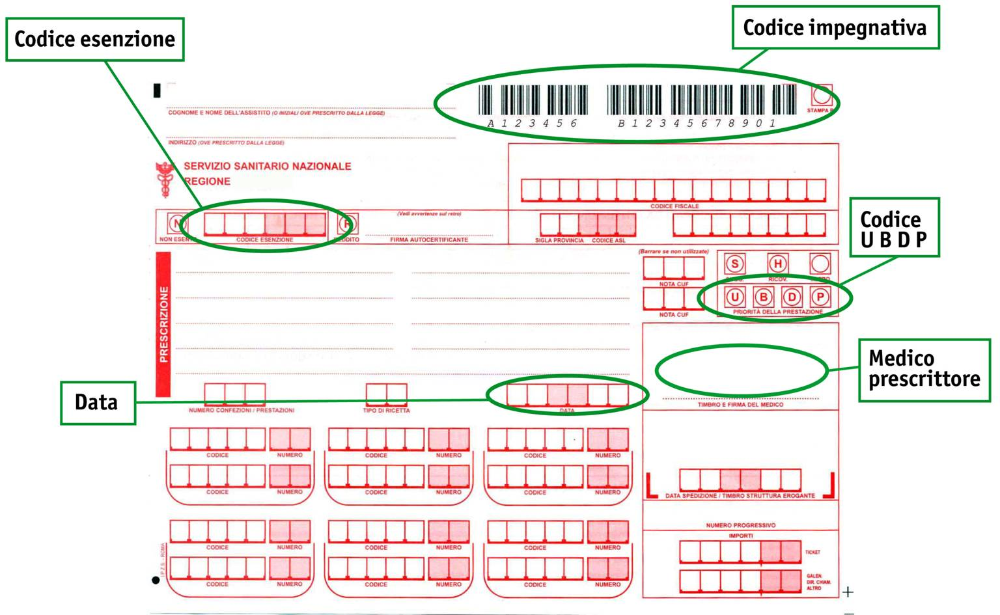 Codice esenzione
Codice impegnativa
A 1 2 3 4 5 6
B 1 2 3 4 5 6 7 8 9 0 1
STAMPA P
COGNOME E NOME DELL'ASSISTITO (O INIZIALI OVE PRESCRITTO DALLA LEGGE)
INDIRIZZO (OVE PRESCRITTO DALLA LEGGE)
SERVIZIO SANITARIO NAZIONALE
REGIONE
CODICE FISCALE
N
NON ESENTE
CODICE ESENZIONE
R
REDDITO
(Vedi avvertenze sul retro)
FIRMA AUTOCERTIFICANTE
SIGLA PROVINCIA
CODICE ASL
Codice
U B D P
PRESCRIZIONE
(Barrare se non utilizzate)
NOTA CUF
NOTA CUF
S
H
RICOV.
U
B
D
P
PRIORITÀ DELLA PRESTAZIONE
Medico
prescrittore
TIMBRO E FIRMA DEL MEDICO
Data
NUMERO CONFEZIONI / PRESTAZIONI
TIPO DI RICETTA
DATA
CODICE NUMERO CODICE NUMERO CODICE NUMERO
CODICE NUMERO CODICE NUMERO CODICE NUMERO
DATA SPEDIZIONE / TIMBRO STRUTTURA EROGANTE
NUMERO PROGRESSIVO
IMPORTI
TICKET
GALEN.
DIR. CHIAM.
ALTRO
CODICE NUMERO CODICE NUMERO CODICE NUMERO
CODICE NUMERO CODICE NUMERO CODICE NUMERO
I.P.Z.S. - ROMA